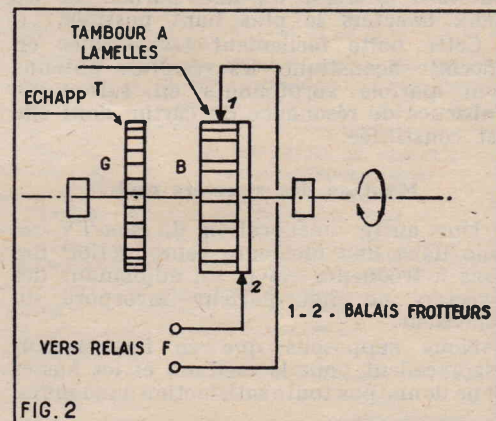 TAMBOUR A
LAMELLES
ECHAPP T
1
G
B
2
1_2. BALAIS FROTTEURS
VERS RELAIS F
FIG. 2